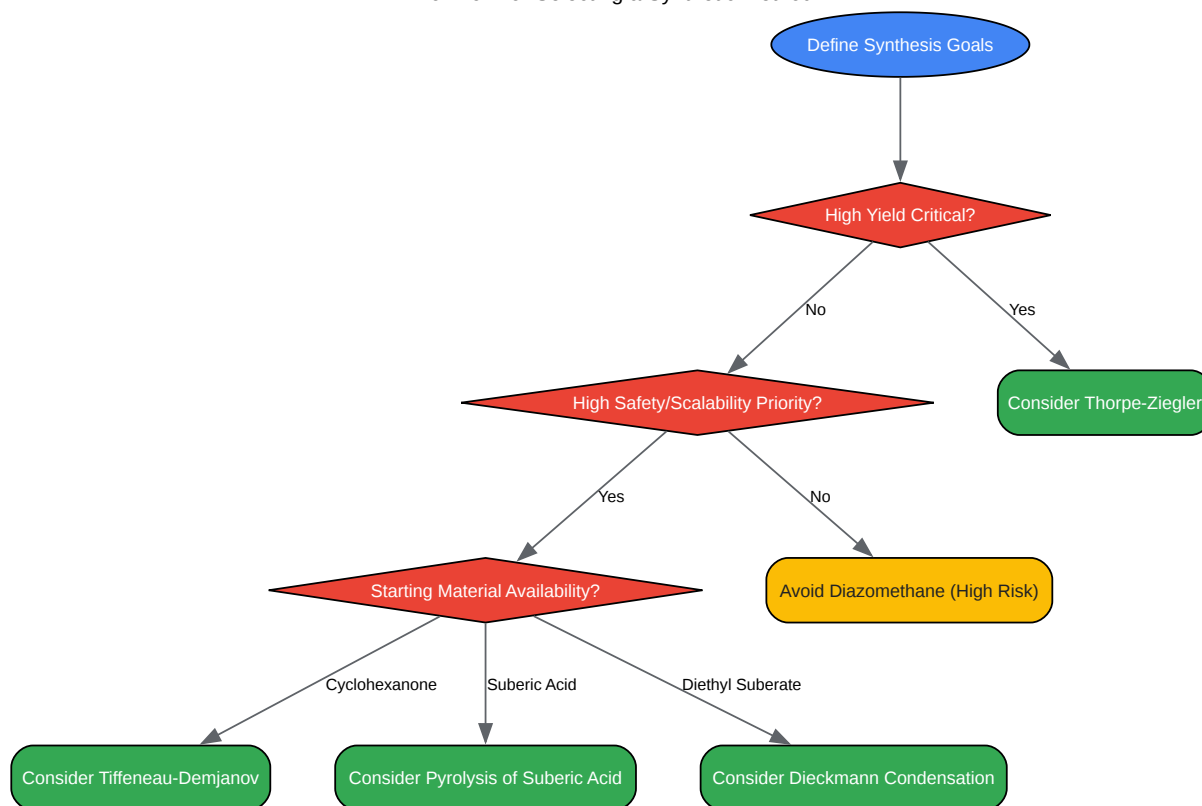 Define Synthesis Goals
High Yield Critical?
No
Yes
High Safety/Scalability Priority?
Consider Thorpe-Ziegler
Yes
No
Starting Material Availability?
Avoid Diazomethane (High Risk)
Cyclohexanone
Suberic Acid
Diethyl Suberate
Consider Tiffeneau-Demjanov
Consider Pyrolysis of Suberic Acid
Consider Dieckmann Condensation